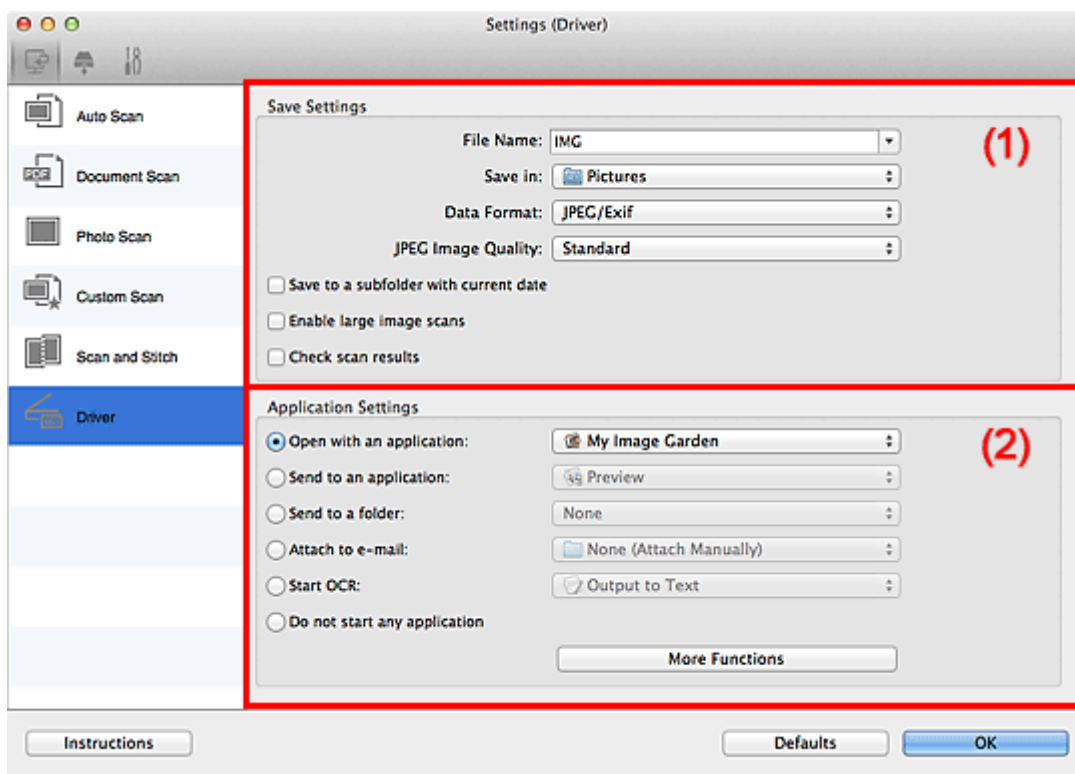 Settings (Driver)
Auto Scan
PDF
Document Scan
Photo Scan
Custom Scan
Scan and Stitch
Driver
Save Settings
(1)
File Name: IMG
Save in: Pictures
Data Format: JPEG/Exif
JPEG Image Quality: Standard
Save to a subfolder with current date
Enable large image scans
Check scan results
Application Settings
(2)
Open with an application: My Image Garden
Send to an application: Preview
Send to a folder: None
Attach to e-mail: None (Attach Manually)
Start OCR: Output to Text
Do not start any application
More Functions
Instructions
Defaults
OK